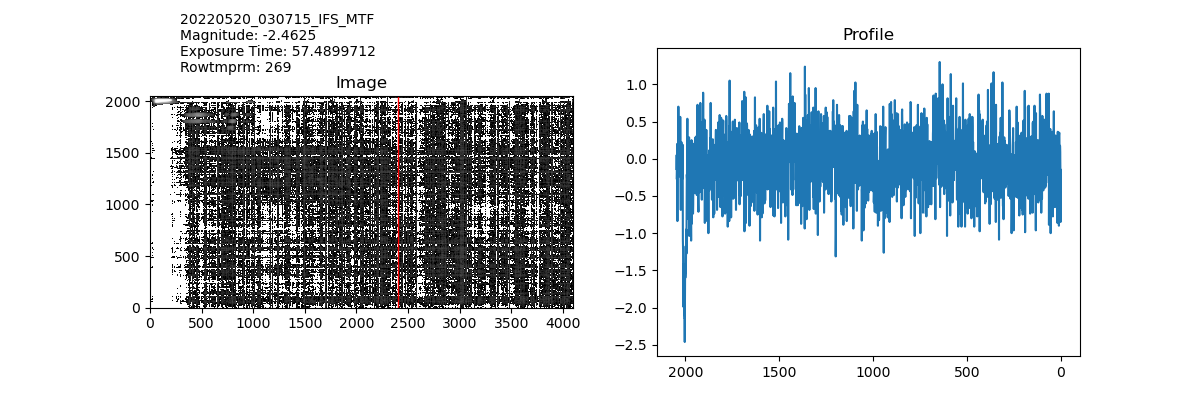 20220520_030715_IFS_MTF
Magnitude: -2.4625
Exposure Time: 57.4899712
Rowtmprm: 269
Image
2000
1500
1000
500
0
0 500 1000 1500 2000 2500 3000 3500 4000
Profile
1.0
0.5
0.0
−0.5
−1.0
−1.5
−2.0
−2.5
2000 1500 1000 500 0